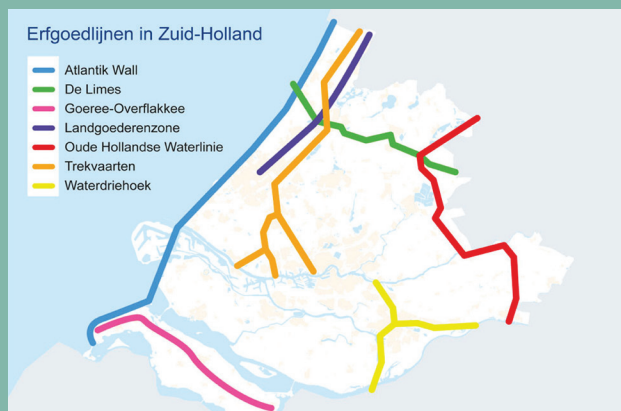 Erfgoedlijnen in Zuid-Holland
Atlantik Wall
De Limes
Goeree-Overflakkee
Landgoederenzone
Oude Hollandse Waterlinie
Trekvaarten
Waterdriehoek